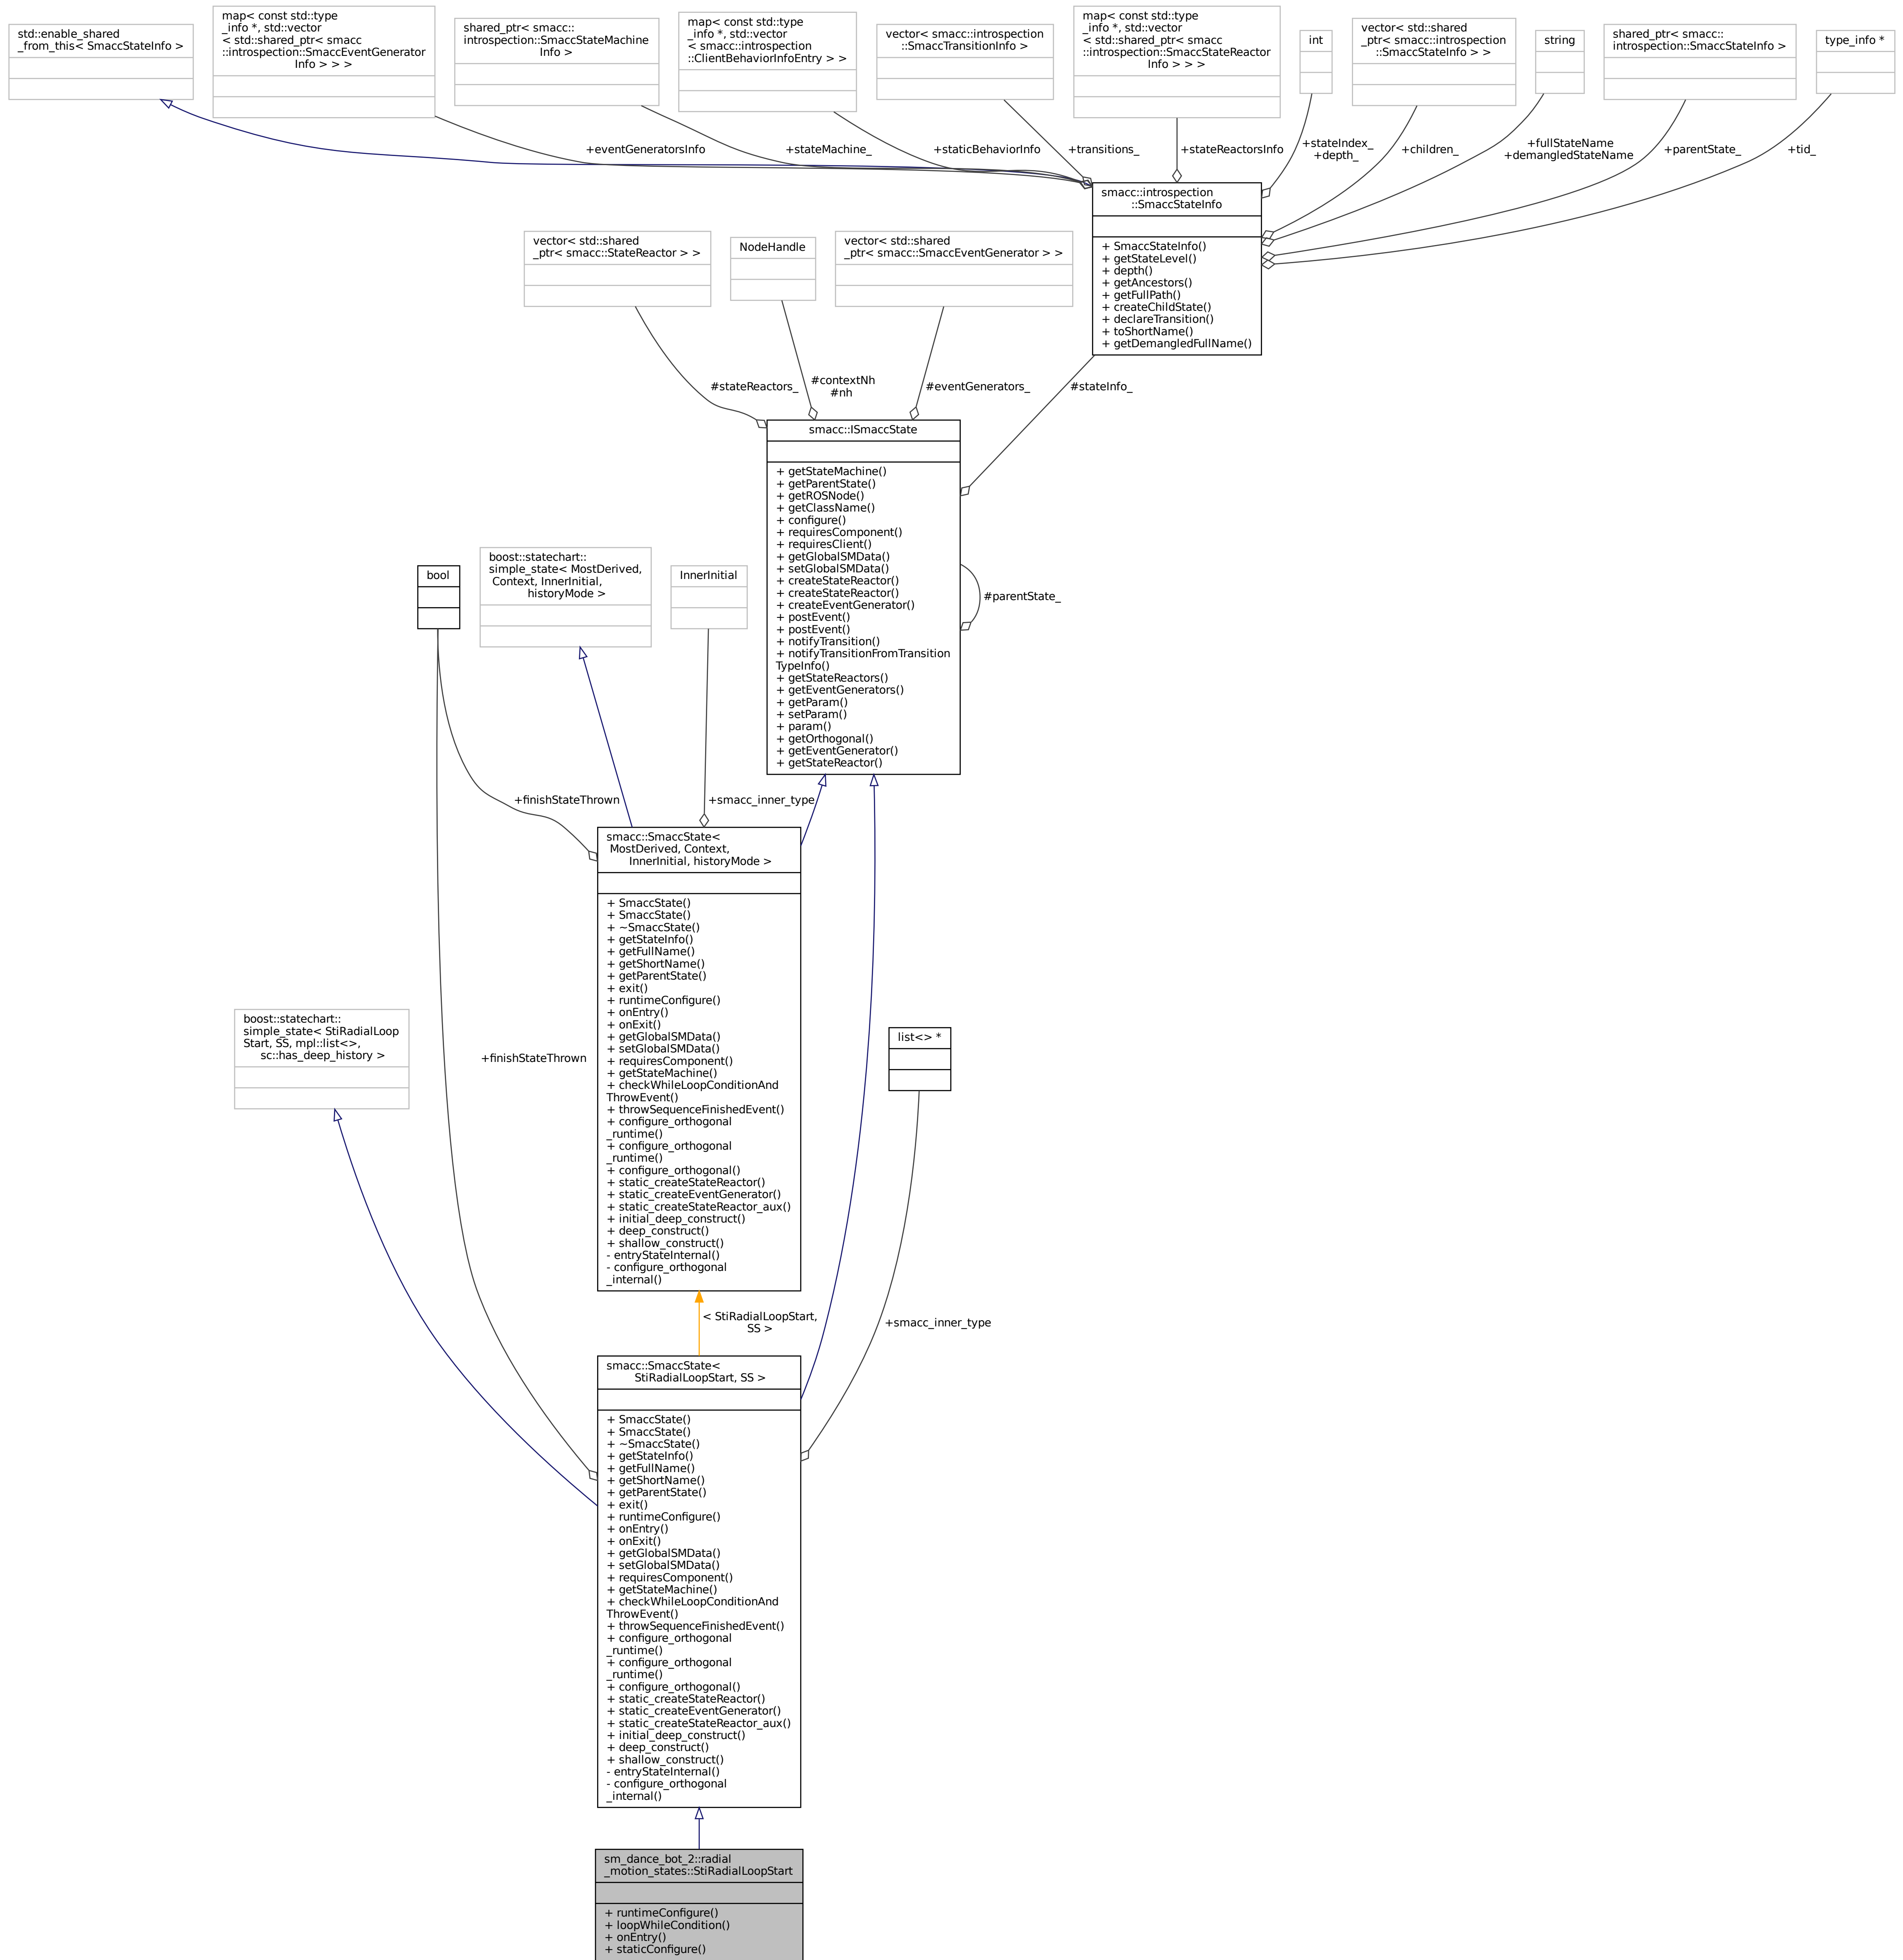 std::enable_shared
_from_this< SmaccStateInfo >
map< const std::type
_info *, std::vector
< std::shared_ptr< smacc
::introspection::SmaccEventGenerator
Info > > >
shared_ptr< smacc::
introspection::SmaccStateMachine
Info >
map< const std::type
_info *, std::vector
< smacc::introspection
::ClientBehaviorInfoEntry > >
vector< smacc::introspection
::SmaccTransitionInfo >
map< const std::type
_info *, std::vector
< std::shared_ptr< smacc
::introspection::SmaccStateReactor
Info > > >
int
vector< std::shared
_ptr< smacc::introspection
::SmaccStateInfo > >
string
shared_ptr< smacc::
introspection::SmaccStateInfo >
type_info *
+eventGeneratorsInfo
+stateMachine_
+staticBehaviorInfo
+transitions_
+stateReactorsInfo
+stateIndex_
+depth_
+children_
+fullStateName
+demangledStateName
+parentState_
+tid_
smacc::introspection
::SmaccStateInfo
+ SmaccStateInfo()
+ getStateLevel()
+ depth()
+ getAncestors()
+ getFullPath()
+ createChildState()
+ declareTransition()
+ toShortName()
+ getDemangledFullName()
vector< std::shared
_ptr< smacc::StateReactor > >
NodeHandle
vector< std::shared
_ptr< smacc::SmaccEventGenerator > >
#stateReactors_
#contextNh
#nh
#eventGenerators_
#stateInfo_
smacc::ISmaccState
+ getStateMachine()
+ getParentState()
+ getROSNode()
+ getClassName()
+ configure()
+ requiresComponent()
+ requiresClient()
+ getGlobalSMData()
+ setGlobalSMData()
+ createStateReactor()
+ createStateReactor()
+ createEventGenerator()
+ postEvent()
+ postEvent()
+ notifyTransition()
+ notifyTransitionFromTransition
TypeInfo()
+ getStateReactors()
+ getEventGenerators()
+ getParam()
+ setParam()
+ param()
+ getOrthogonal()
+ getEventGenerator()
+ getStateReactor()
#parentState_
bool
boost::statechart::
simple_state< MostDerived,
Context, InnerInitial,
historyMode >
InnerInitial
+finishStateThrown
+smacc_inner_type
smacc::SmaccState<
MostDerived, Context,
InnerInitial, historyMode >
+ SmaccState()
+ SmaccState()
+ ~SmaccState()
+ getStateInfo()
+ getFullName()
+ getShortName()
+ getParentState()
+ exit()
+ runtimeConfigure()
+ onEntry()
+ onExit()
+ getGlobalSMData()
+ setGlobalSMData()
+ requiresComponent()
+ getStateMachine()
+ checkWhileLoopConditionAnd
ThrowEvent()
+ throwSequenceFinishedEvent()
+ configure_orthogonal
_runtime()
+ configure_orthogonal
_runtime()
+ configure_orthogonal()
+ static_createStateReactor()
+ static_createEventGenerator()
+ static_createStateReactor_aux()
+ initial_deep_construct()
+ deep_construct()
+ shallow_construct()
- entryStateInternal()
- configure_orthogonal
_internal()
boost::statechart::
simple_state< StiRadialLoop
Start, SS, mpl::list<>,
sc::has_deep_history >
+finishStateThrown
list<> *
< StiRadialLoopStart,
SS >
+smacc_inner_type
smacc::SmaccState<
StiRadialLoopStart, SS >
+ SmaccState()
+ SmaccState()
+ ~SmaccState()
+ getStateInfo()
+ getFullName()
+ getShortName()
+ getParentState()
+ exit()
+ runtimeConfigure()
+ onEntry()
+ onExit()
+ getGlobalSMData()
+ setGlobalSMData()
+ requiresComponent()
+ getStateMachine()
+ checkWhileLoopConditionAnd
ThrowEvent()
+ throwSequenceFinishedEvent()
+ configure_orthogonal
_runtime()
+ configure_orthogonal
_runtime()
+ configure_orthogonal()
+ static_createStateReactor()
+ static_createEventGenerator()
+ static_createStateReactor_aux()
+ initial_deep_construct()
+ deep_construct()
+ shallow_construct()
- entryStateInternal()
- configure_orthogonal
_internal()
sm_dance_bot_2::radial
_motion_states::StiRadialLoopStart
+ runtimeConfigure()
+ loopWhileCondition()
+ onEntry()
+ staticConfigure()